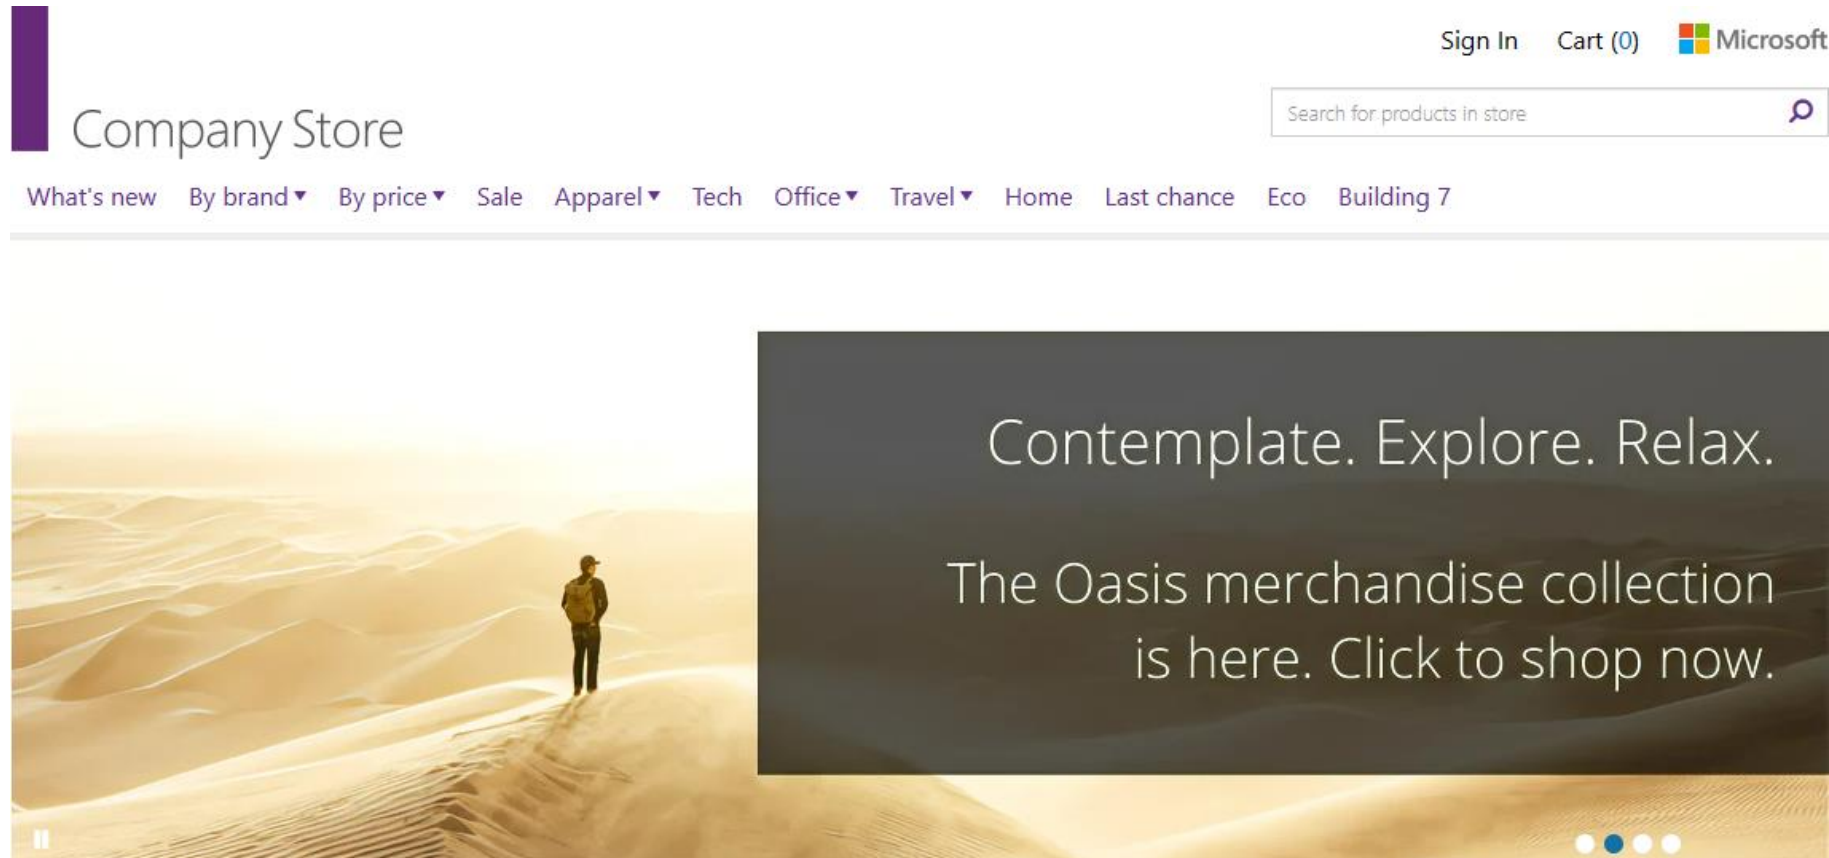 Sign In Cart (0) Microsoft
Company Store
Search for products in store
What's new By brand By price Sale Apparel Tech Office Travel Home Last chance Eco Building 7
Contemplate. Explore. Relax.
The Oasis merchandise collection
is here. Click to shop now.